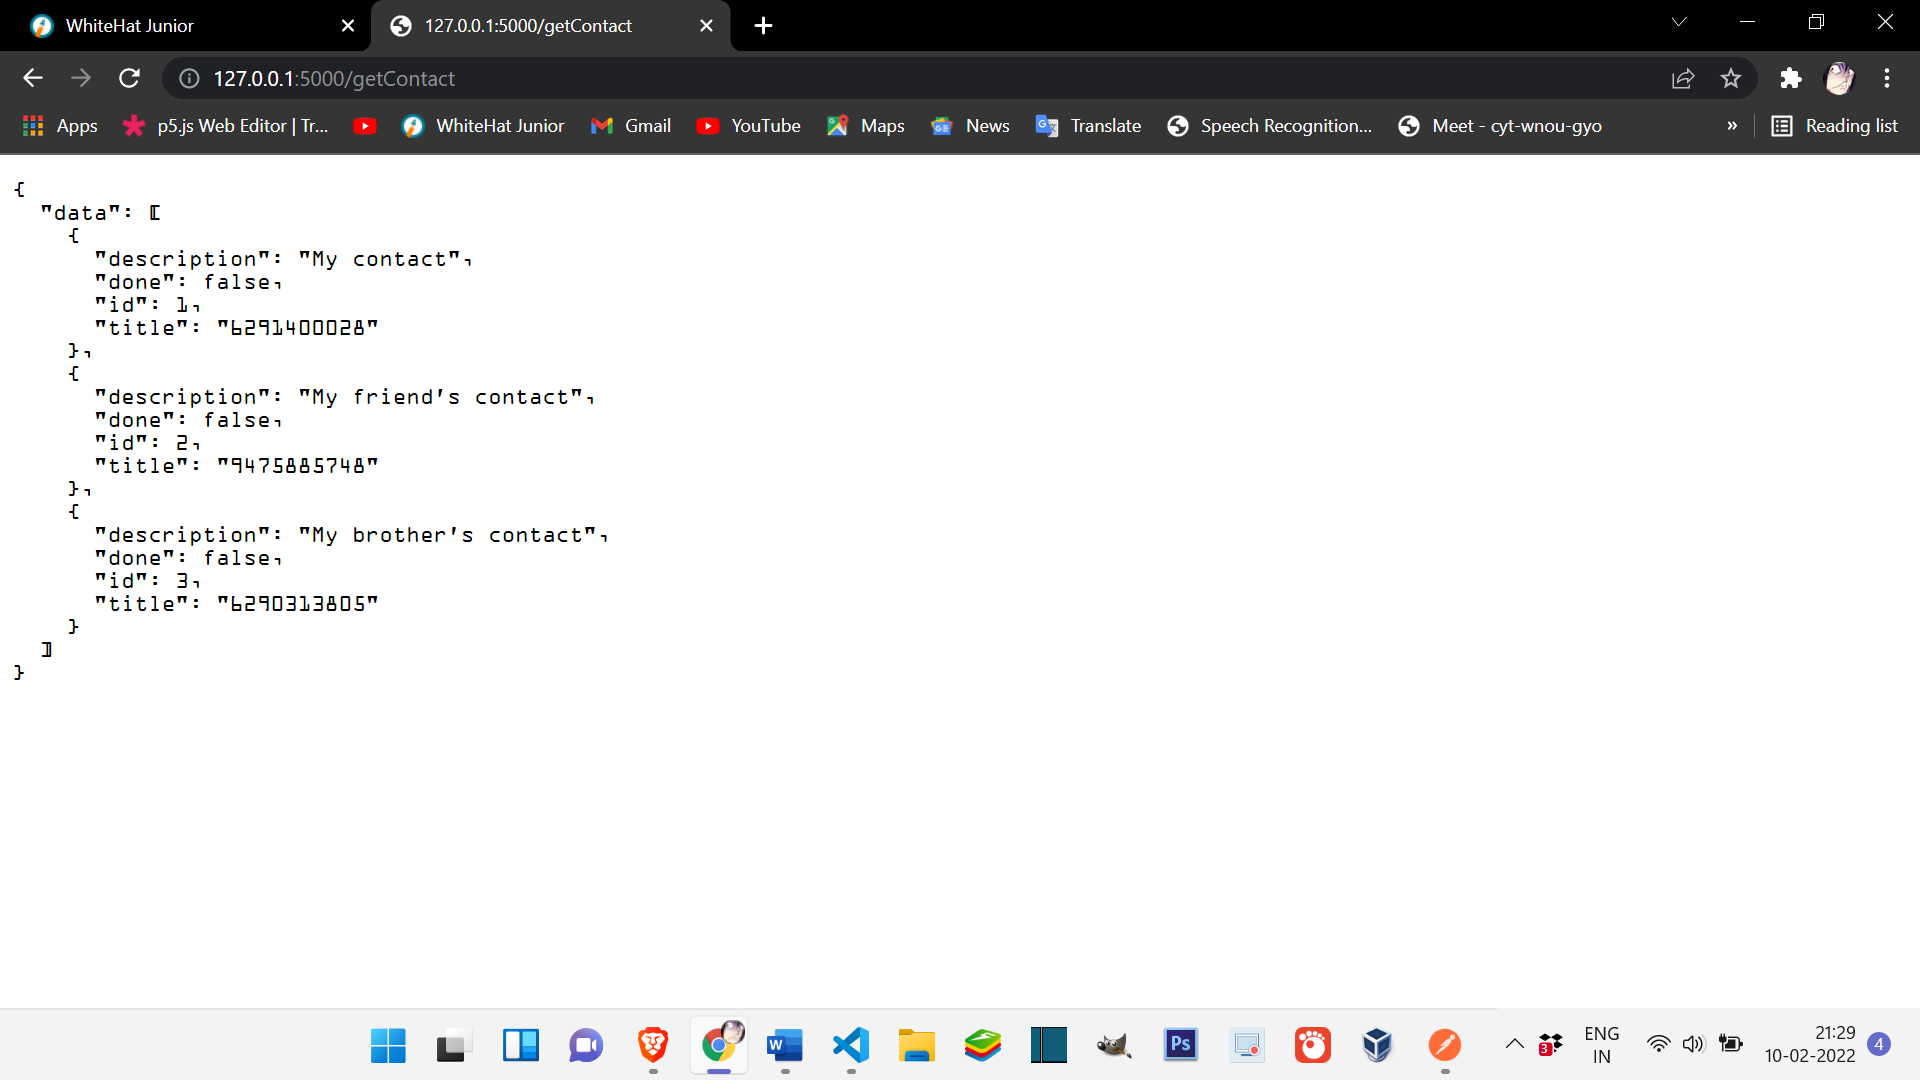 WhiteHat Junior
127.0.0.1:5000/getContact
127.0.0.1:5000/getContact
Apps p5.js Web Editor | Tr... WhiteHat Junior Gmail YouTube Maps News Translate Speech Recognition... Meet - cyt-wnou-gyo » Reading list
{
"data": [
{
"description": "My contact",
"done": false,
"id": 1,
"title": "6291400028"
},
{
"description": "My friend's contact",
"done": false,
"id": 2,
"title": "9475885748"
},
{
"description": "My brother's contact",
"done": false,
"id": 3,
"title": "6290313805"
}
]
}
W
Ps
3
ENG
IN
21:29
10-02-2022
4